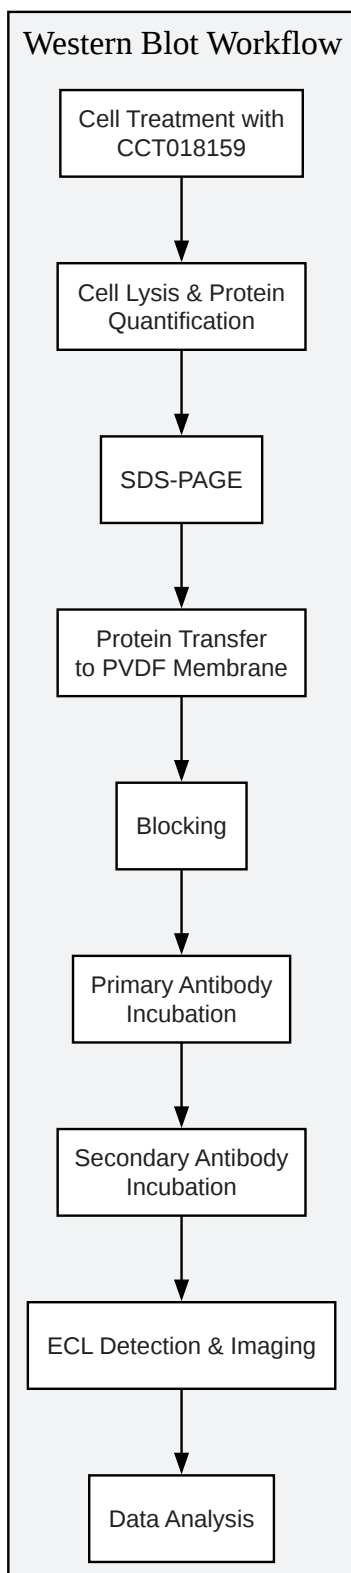 Western Blot Workflow
Cell Treatment with
CCT018159
Cell Lysis & Protein
Quantification
SDS-PAGE
Protein Transfer
to PVDF Membrane
Blocking
Primary Antibody
Incubation
Secondary Antibody
Incubation
ECL Detection & Imaging
Data Analysis